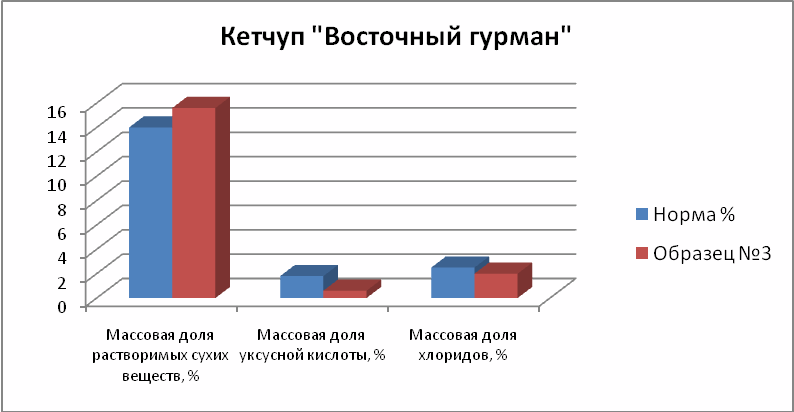 Кетчуп "Восточный гурман"
16
14
12
10
8
6
4
2
0
Массовая доля
растворимых сухих
веществ, %
Массовая доля
уксусной кислоты, %
Массовая доля
хлоридов, %
Норма %
Образец №3